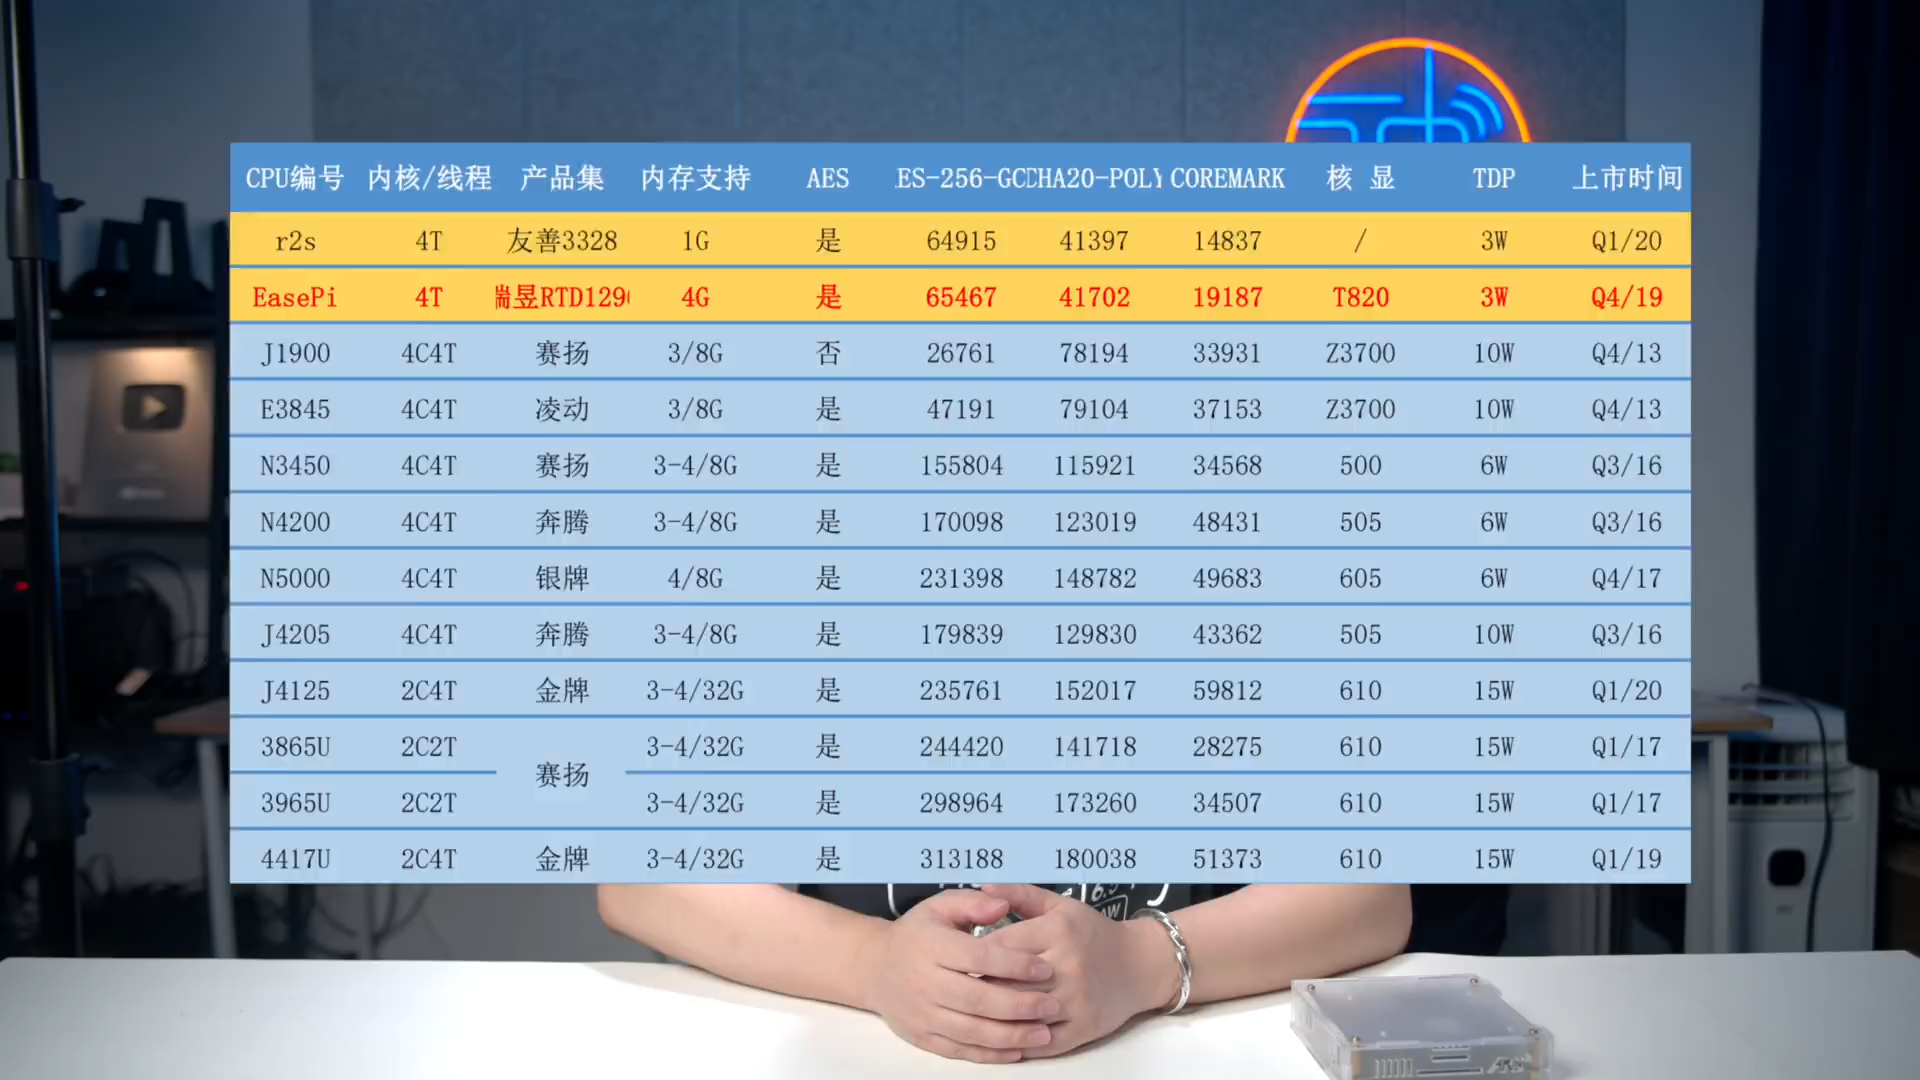 CPU编号 内核/线程 产品集 内存支持 AES ES-256-GC CHA20-POLY COREMARK 核 显 TDP 上市时间
r2s 4T 友善3328 1G 是 64915 41397 14837 / 3W Q1/20
EasePi 4T 瑞昱RTD129 4G 是 65467 41702 19187 T820 3W Q4/19
J1900 4C4T 赛扬 3/8G 否 26761 78194 33931 Z3700 10W Q4/13
E3845 4C4T 凌动 3/8G 是 47191 79104 37153 Z3700 10W Q4/13
N3450 4C4T 赛扬 3-4/8G 是 155804 115921 34568 500 6W Q3/16
N4200 4C4T 奔腾 3-4/8G 是 170098 123019 48431 505 6W Q3/16
N5000 4C4T 银牌 4/8G 是 231398 148782 49683 605 6W Q4/17
J4205 4C4T 奔腾 3-4/8G 是 179839 129830 43362 505 10W Q3/16
J4125 2C4T 金牌 3-4/32G 是 235761 152017 59812 610 15W Q1/20
3865U 2C2T 赛扬 3-4/32G 是 244420 141718 28275 610 15W Q1/17
3965U 2C2T 3-4/32G 是 298964 173260 34507 610 15W Q1/17
4417U 2C4T 金牌 3-4/32G 是 313188 180038 51373 610 15W Q1/19